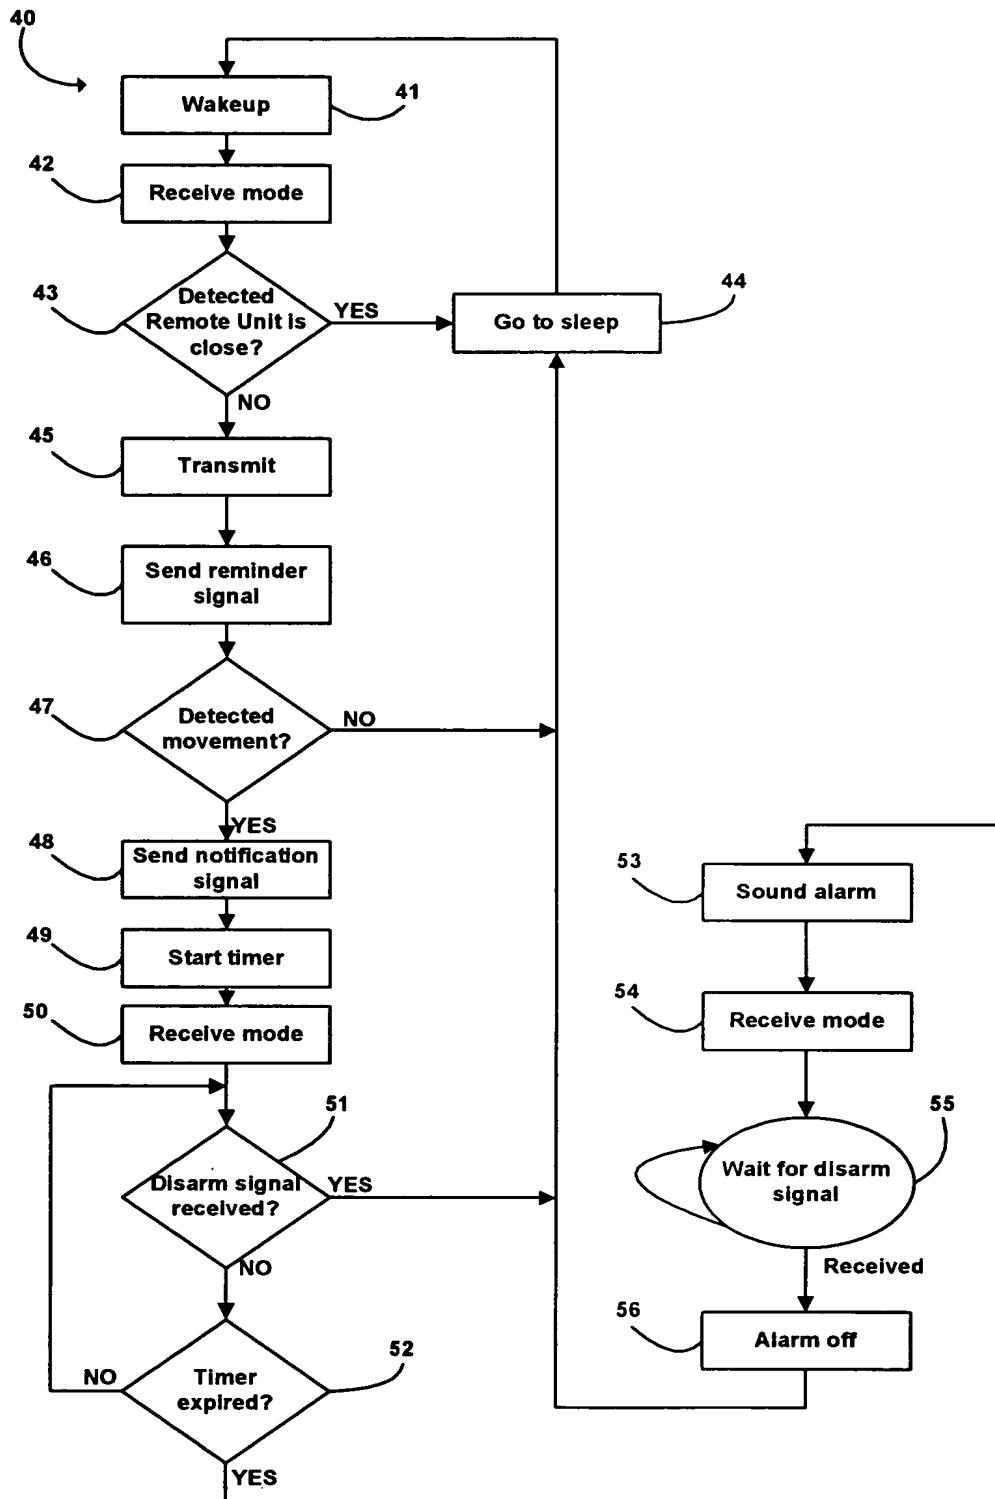 40
Wakeup
41
42
Receive mode
43
Detected
Remote Unit is
close?
YES
Go to sleep
44
NO
45
Transmit
46
Send reminder
signal
47
Detected
movement?
NO
YES
48
Send notification
signal
49
Start timer
50
Receive mode
51
Disarm signal
received?
YES
NO
52
Timer
expired?
NO
YES
53
Sound alarm
54
Receive mode
55
Wait for disarm
signal
Received
56
Alarm off